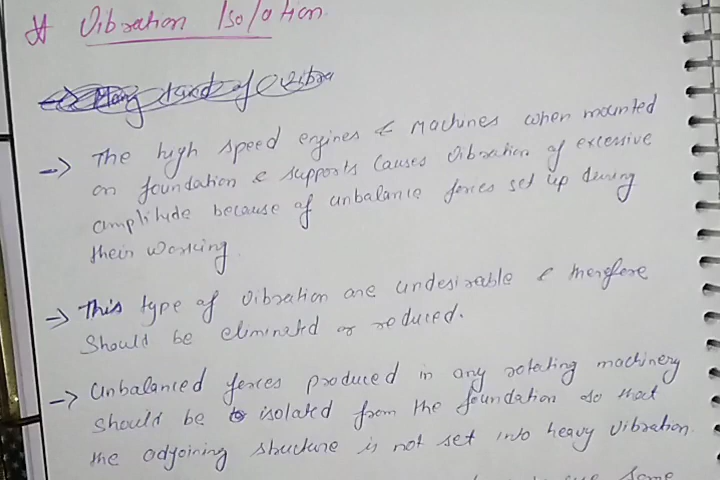 Vibration Isolation
→ The high speed engines & Machines when mounted
on foundation & supports causes vibration of excessive
amplitude because of unbalance forces set up during
their working.
→ This type of vibration are undesirable & therefore
should be eliminated or reduced.
→ Unbalanced forces produced in any rotating machinery
should be isolated from the foundation so that
the adjoining structure is not set into heavy vibration.
some